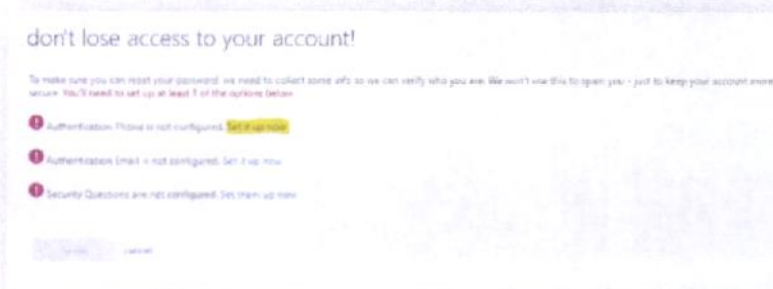 don't lose access to your account!
To make sure you can reset your password, we need to collect some info so we can verify who you are. We won't use this to spam you - just to keep your account more
secure. You'll need to set up at least 1 of the options below.
Authentication Phone is not configured. Set it up now
Authentication Email is not configured. Set it up now
Security Questions are not configured. Set them up now
cancel